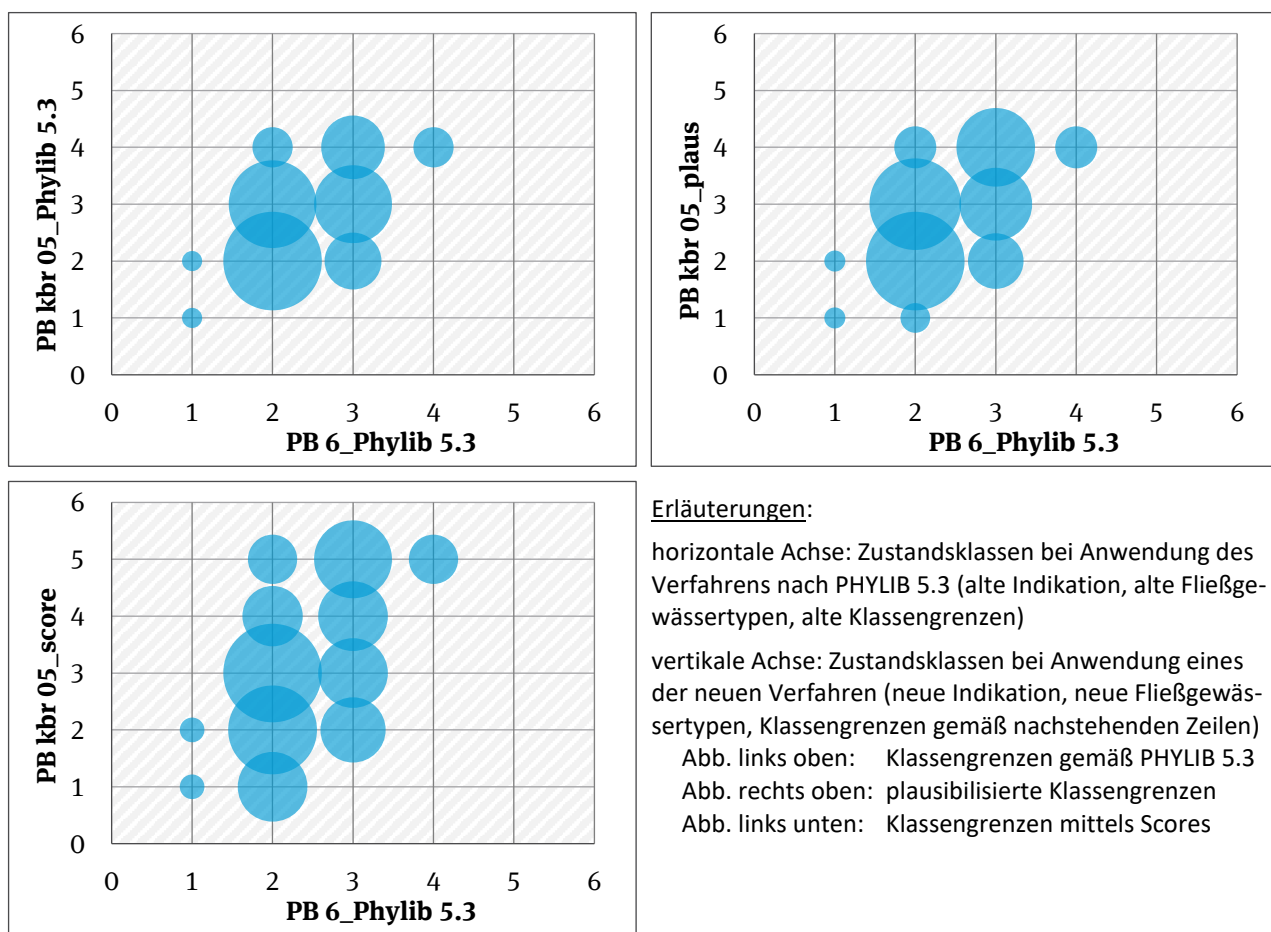 6
5
4
3
2
1
0
PB kbr 05_Phylib 5.3
0 1 2 3 4 5 6
PB 6_Phylib 5.3
6
5
4
3
2
1
0
PB kbr 05_plaus
0 1 2 3 4 5 6
PB 6_Phylib 5.3
6
5
4
3
2
1
0
PB kbr 05_score
0 1 2 3 4 5 6
PB 6_Phylib 5.3
Erläuterungen:
horizontale Achse: Zustandsklassen bei Anwendung des
Verfahrens nach PHYLIB 5.3 (alte Indikation, alte Fließge-
wässertypen, alte Klassengrenzen)
vertikale Achse: Zustandsklassen bei Anwendung eines
der neuen Verfahren (neue Indikation, neue Fließgewäs-
sertypen, Klassengrenzen gemäß nachstehenden Zeilen)
Abb. links oben: Klassengrenzen gemäß PHYLIB 5.3
Abb. rechts oben: plausibilisierte Klassengrenzen
Abb. links unten: Klassengrenzen mittels Scores